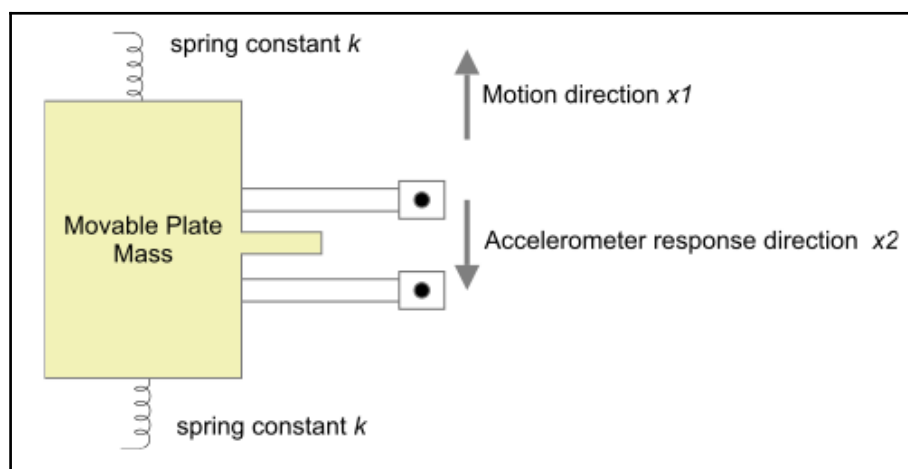 spring constant k
Motion direction x1
Movable Plate
Mass
Accelerometer response direction x2
spring constant k